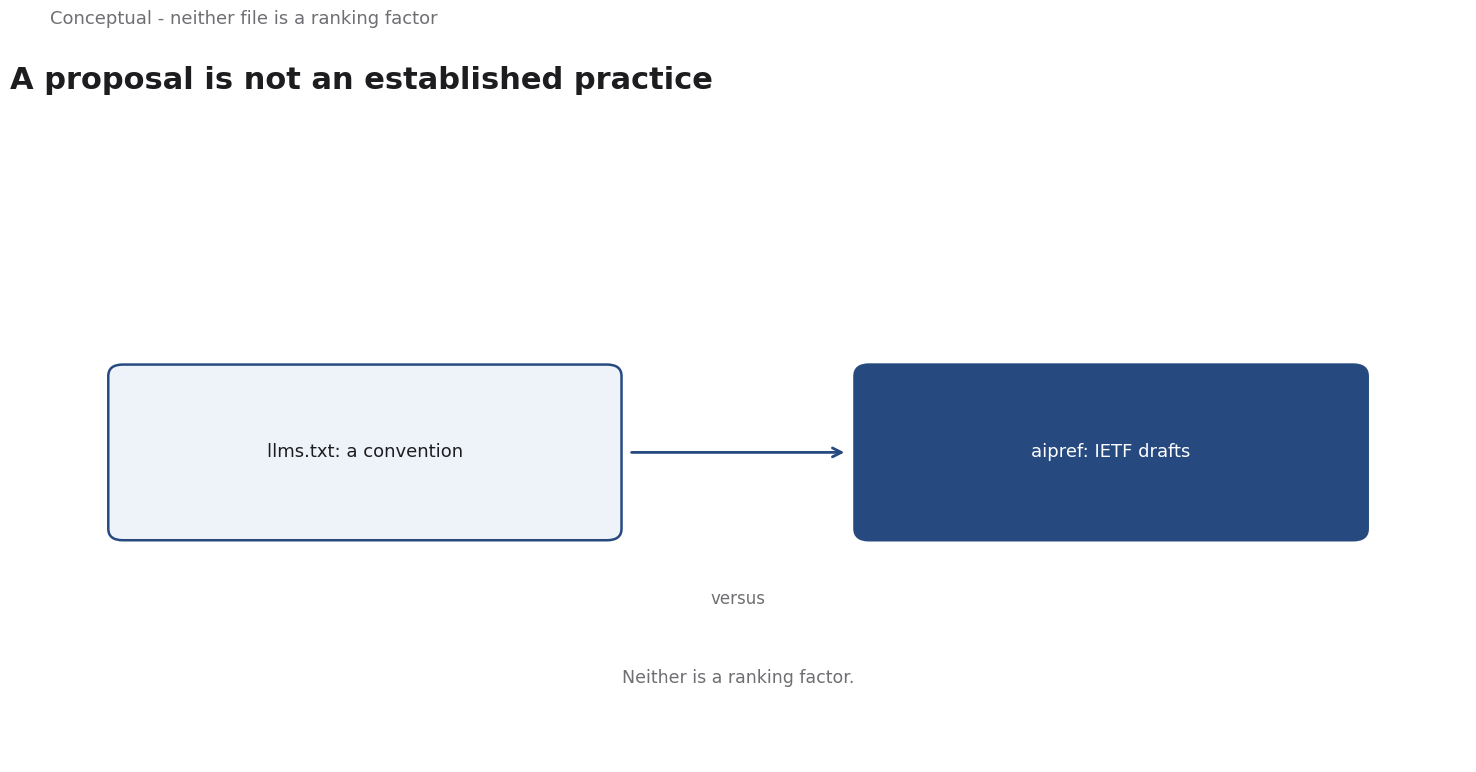 Conceptual - neither file is a ranking factor
A proposal is not an established practice
llms.txt: a convention
aipref: IETF drafts
versus
Neither is a ranking factor.